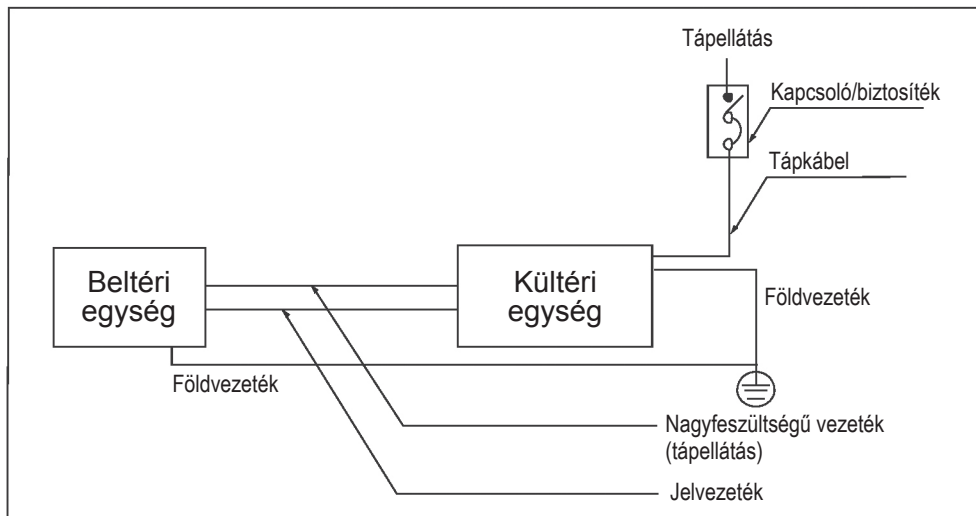 Tápellátás
Kapcsoló/biztosíték
Tápkábel
Beltéri
egység
Kültéri
egység
Földvezeték
Földvezeték
Nagyfeszültségű vezeték
(tápellátás)
Jelvezeték